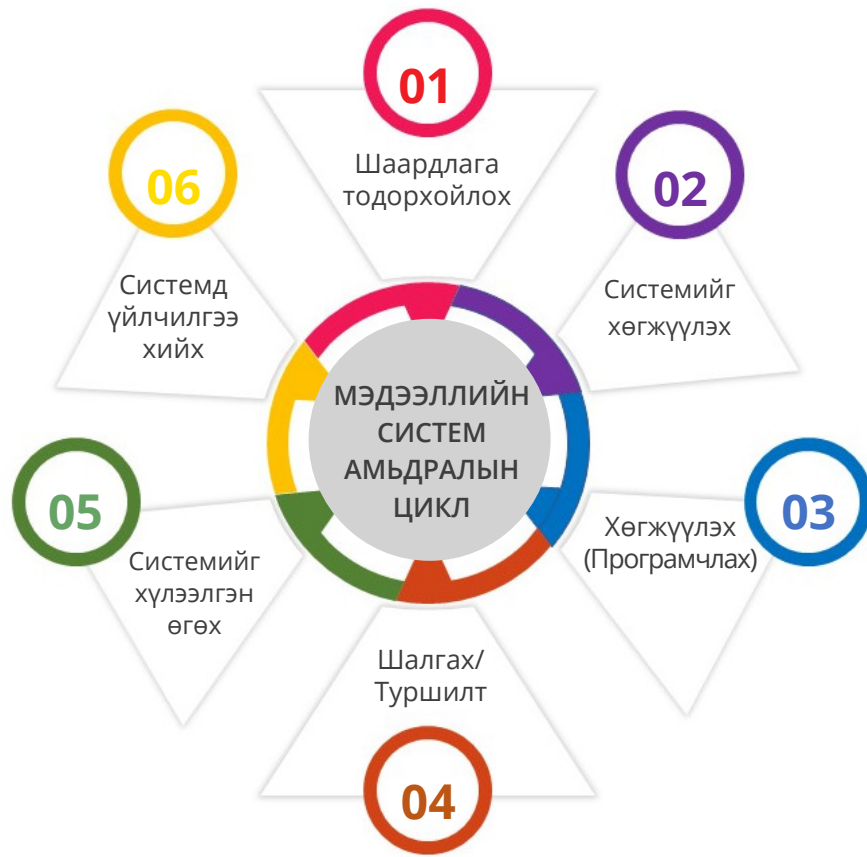 01
Шаардлага
тодорхойлох
02
Системийг
хөгжүүлэх
03
Хөгжүүлэх
(Програмчлах)
04
Шалгах/
Туршилт
05
Системийг
хүлээлгэн
өгөх
06
Системд
үйлчилгээ
хийх
МЭДЭЭЛЛИЙН
СИСТЕМ
АМЬДРАЛЫН
ЦИКЛ